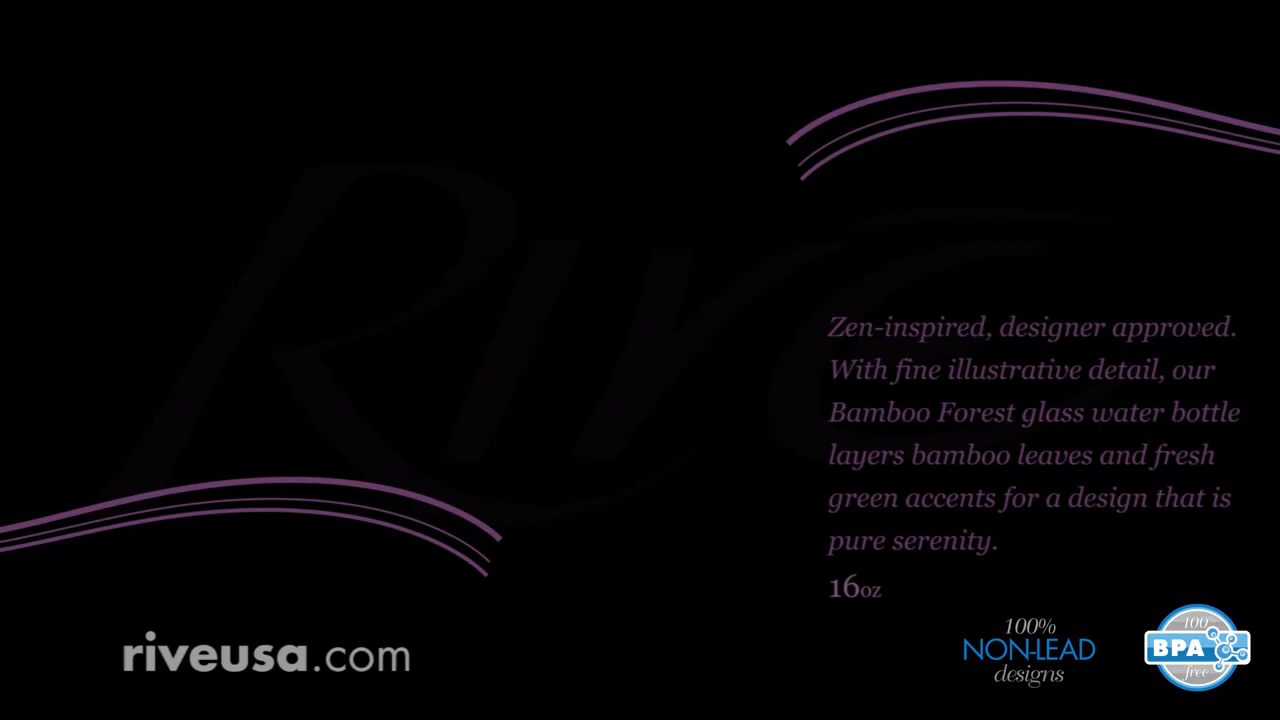 Rive
Zen-inspired, designer approved.
With fine illustrative detail, our
Bamboo Forest glass water bottle
layers bamboo leaves and fresh
green accents for a design that is
pure serenity.
16oz
riveusa.com
100%
NON-LEAD
designs
100
BPA
free